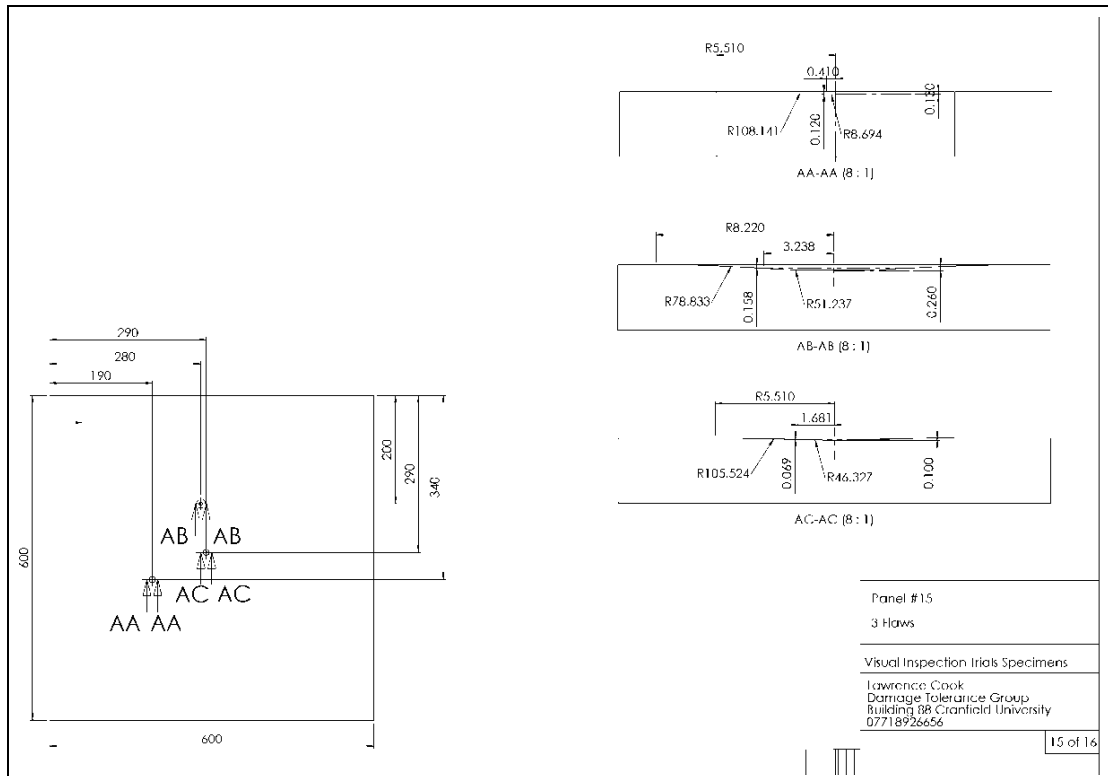 R5.510
0.410
R108.141
0.120
R8.694
0.130
AA-AA (8 : 1)
R8.220
3.238
R78.833
0.158
R51.237
0.260
AB-AB (8 : 1)
R5.510
1.681
R105.524
0.069
R46.327
0.100
AC-AC (8 : 1)
290
280
190
200
290
340
600
AB AB
AC AC
AA AA
600
Panel #15
3 Flaws
Visual Inspection Trials Specimens
Lawrence Cook
Damage Tolerance Group
Building 88 Cranfield University
07718926656
15 of 16